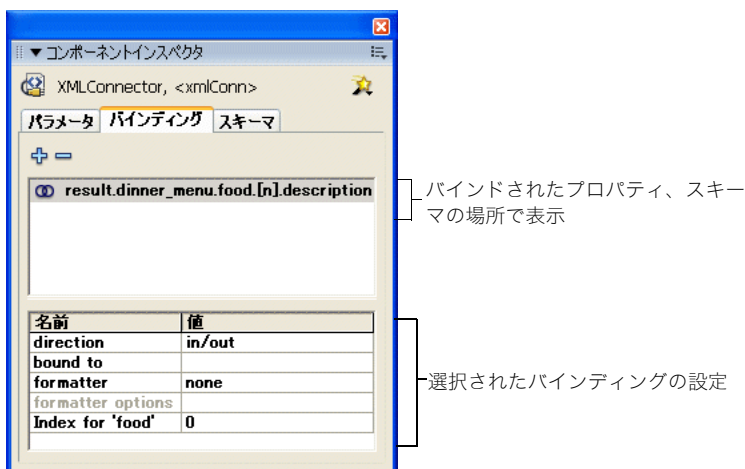 コンポーネントインスペクタ
XMLConnector, <xmlConn>
パラメータ バインディング スキーマ
result.dinner_menu.food.[n].description
バインドされたプロパティ、スキー
マの場所で表示
名前 値
direction in/out
bound to
formatter none
formatter options
Index for 'food' 0
選択されたバインディングの設定